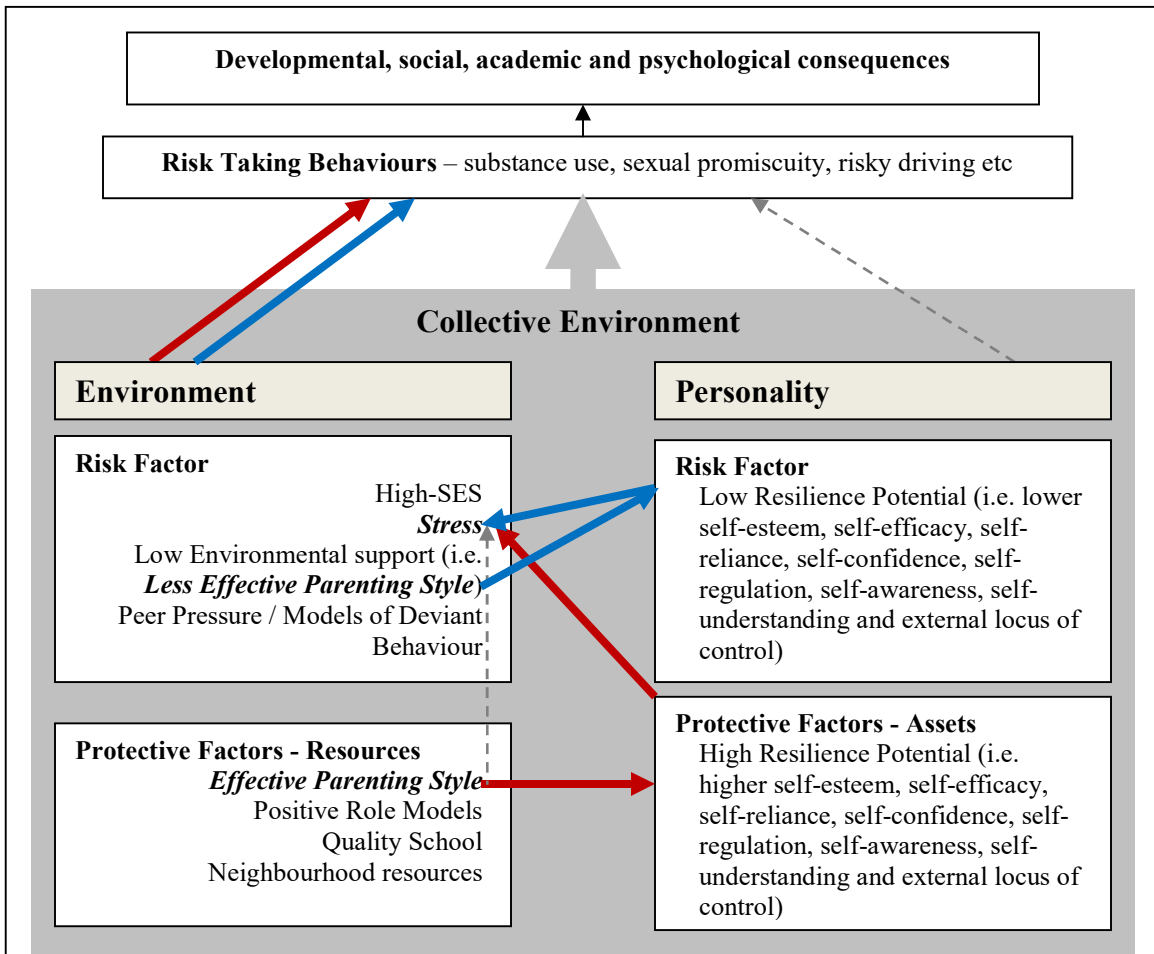 Developmental, social, academic and psychological consequences
Risk Taking Behaviours – substance use, sexual promiscuity, risky driving etc
Collective Environment
Environment
Risk Factor
High-SES
Stress
Low Environmental support (i.e.
Less Effective Parenting Style)
Peer Pressure / Models of Deviant
Behaviour
Protective Factors - Resources
Effective Parenting Style
Positive Role Models
Quality School
Neighbourhood resources
Personality
Risk Factor
Low Resilience Potential (i.e. lower
self-esteem, self-efficacy, self-
reliance, self-confidence, self-
regulation, self-awareness, self-
understanding and external locus of
control)
Protective Factors - Assets
High Resilience Potential (i.e.
higher self-esteem, self-efficacy,
self-reliance, self-confidence, self-
regulation, self-awareness, self-
understanding and external locus of
control)